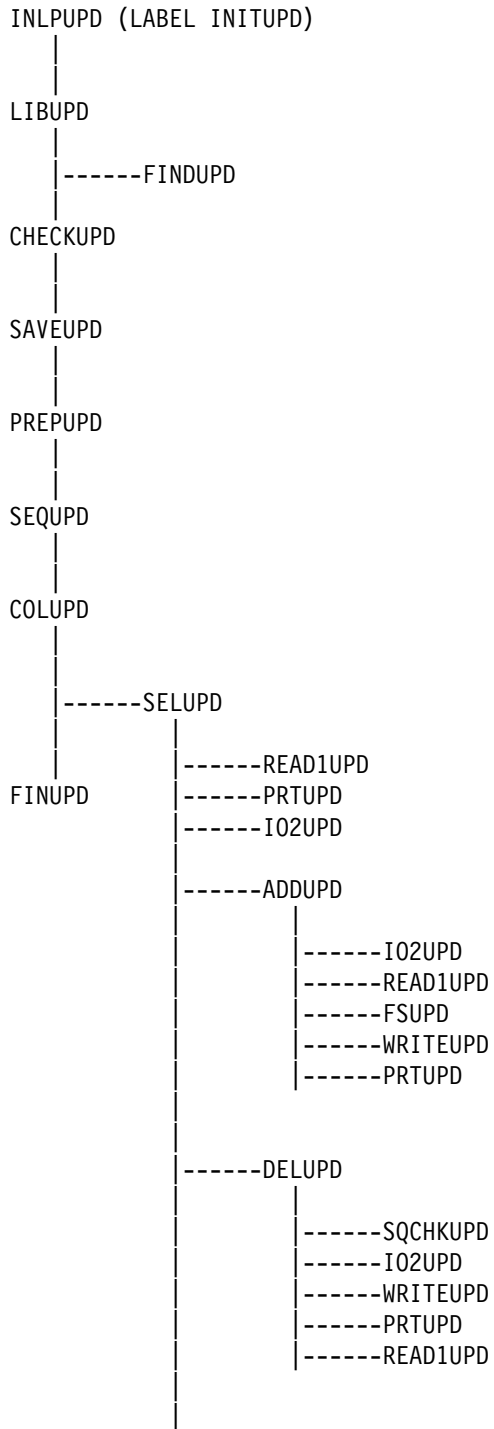 INLPUPD (LABEL INITUPD)
LIBUPD
FINDUPD
CHECKUPD
SAVEUPD
PREPUPD
SEQUPD
COLUPD
SELUPD
READ1UPD
FINUPD PRTUPD
IO2UPD
ADDUPD
IO2UPD
READ1UPD
FSUPD
WRITEUPD
PRTUPD
DELUPD
SQCHKUPD
IO2UPD
WRITEUPD
PRTUPD
READ1UPD